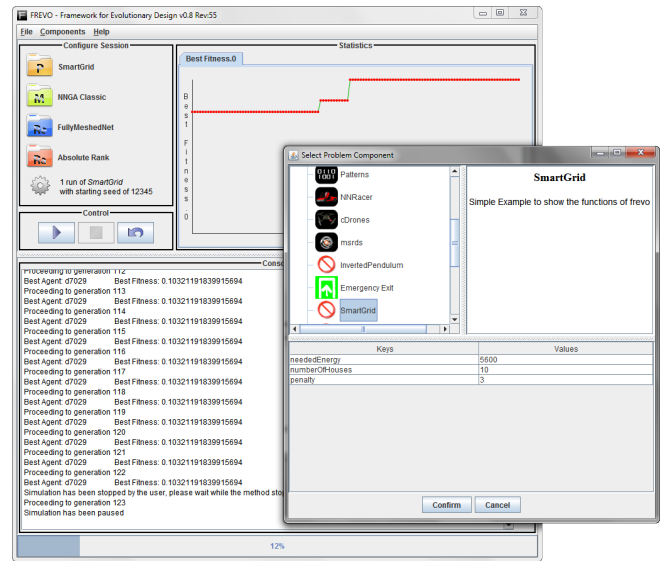 FREVO - Framework for Evolutionary Design v0.8 Rev:55
File Components Help
Configure Session
SmartGrid
NNGA Classic
FullyMeshedNet
Absolute Rank
1 run of SmartGrid
with starting seed of 12345
Control
Statistics
Best Fitness.0
Best Fitness.0
Proceeding to generation 112
Best Agent: d7029 Best Fitness: 0.10321191839915694
Proceeding to generation 113
Best Agent: d7029 Best Fitness: 0.10321191839915694
Proceeding to generation 114
Best Agent: d7029 Best Fitness: 0.10321191839915694
Proceeding to generation 115
Best Agent: d7029 Best Fitness: 0.10321191839915694
Proceeding to generation 116
Best Agent: d7029 Best Fitness: 0.10321191839915694
Proceeding to generation 117
Best Agent: d7029 Best Fitness: 0.10321191839915694
Proceeding to generation 118
Best Agent: d7029 Best Fitness: 0.10321191839915694
Proceeding to generation 119
Best Agent: d7029 Best Fitness: 0.10321191839915694
Proceeding to generation 120
Best Agent: d7029 Best Fitness: 0.10321191839915694
Proceeding to generation 121
Best Agent: d7029 Best Fitness: 0.10321191839915694
Proceeding to generation 122
Best Agent: d7029 Best Fitness: 0.10321191839915694
Simulation has been stopped by the user, please wait while the method
Proceeding to generation 123
Simulation has been paused
12%
Select Problem Component
Patterns
NNRacer
cDrones
msrds
InvertedPendulum
Emergency Exit
SmartGrid
SmartGrid
Simple Example to show the functions of frevo
Keys Values
neededEnergy 5600
numberOfHouses 10
penalty 3
Confirm Cancel